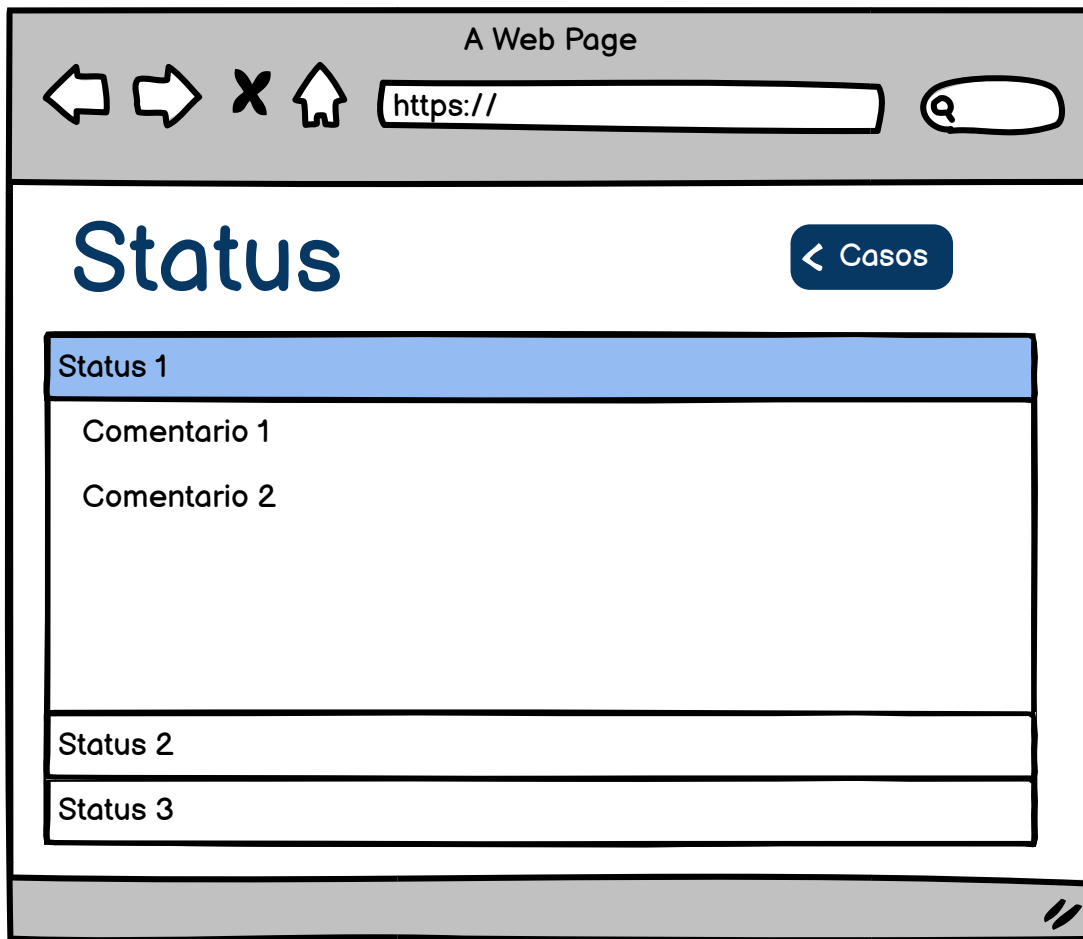 A Web Page
https://
Status
Casos
Status 1
Comentario 1
Comentario 2
Status 2
Status 3